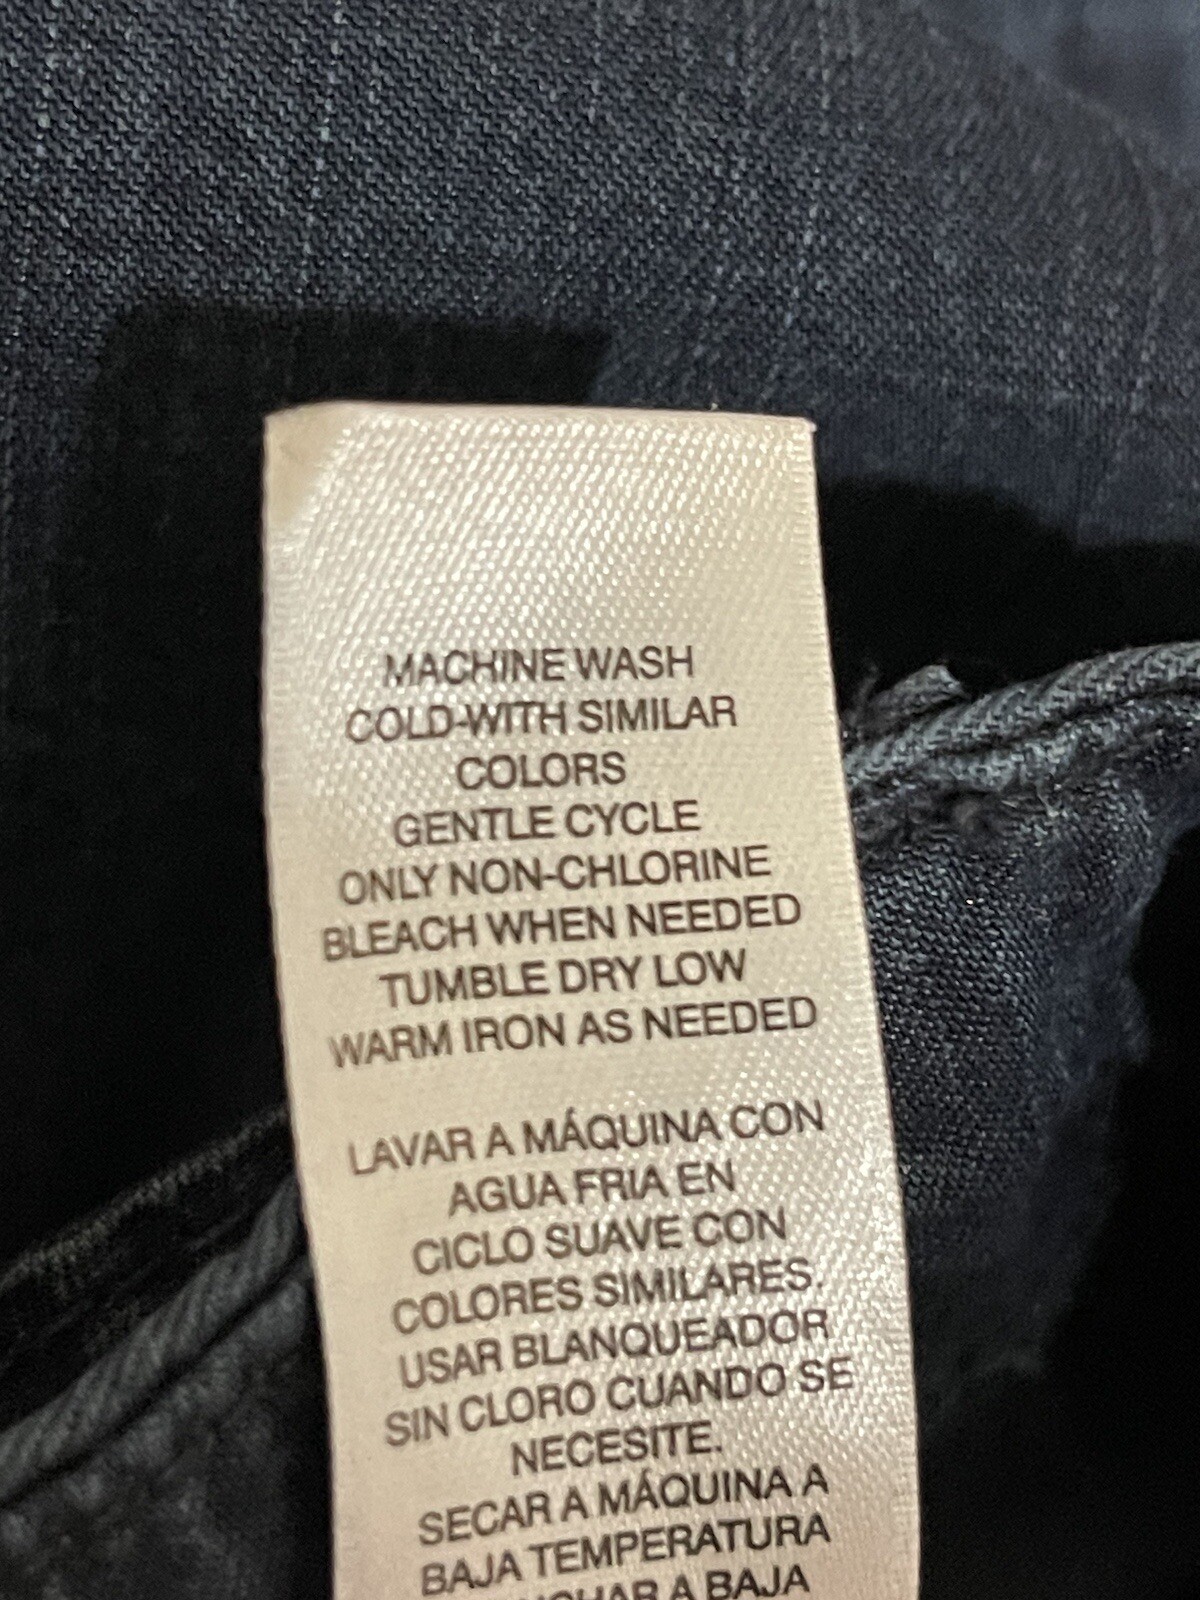 MACHINE WASH
COLD-WITH SIMILAR
COLORS
GENTLE CYCLE
ONLY NON-CHLORINE
BLEACH WHEN NEEDED
TUMBLE DRY LOW
WARM IRON AS NEEDED
LAVAR A MÁQUINA CON
AGUA FRIA EN
CICLO SUAVE CON
COLORES SIMILARES.
USAR BLANQUEADOR
SIN CLORO CUANDO SE
NECESITE.
SECAR A MÁQUINA A
BAJA TEMPERATURA
A BAJA